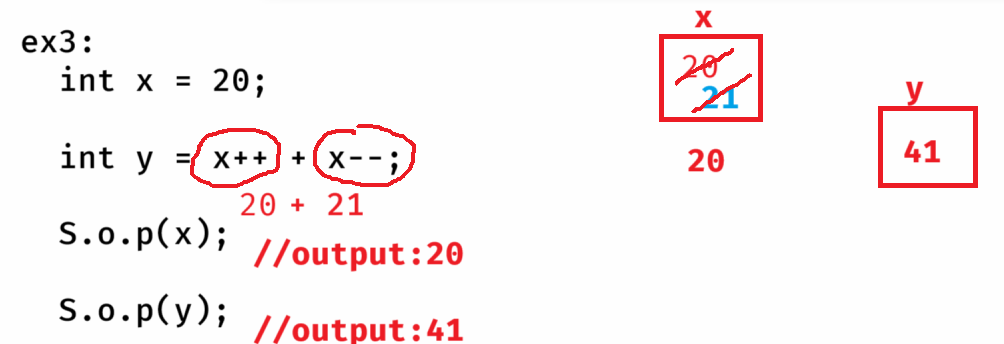 ex3:
int x = 20;
int y = x++ + x--;
20 + 21
S.o.p(x); //output:20
S.o.p(y); //output:41
x
20
21
20
y
41